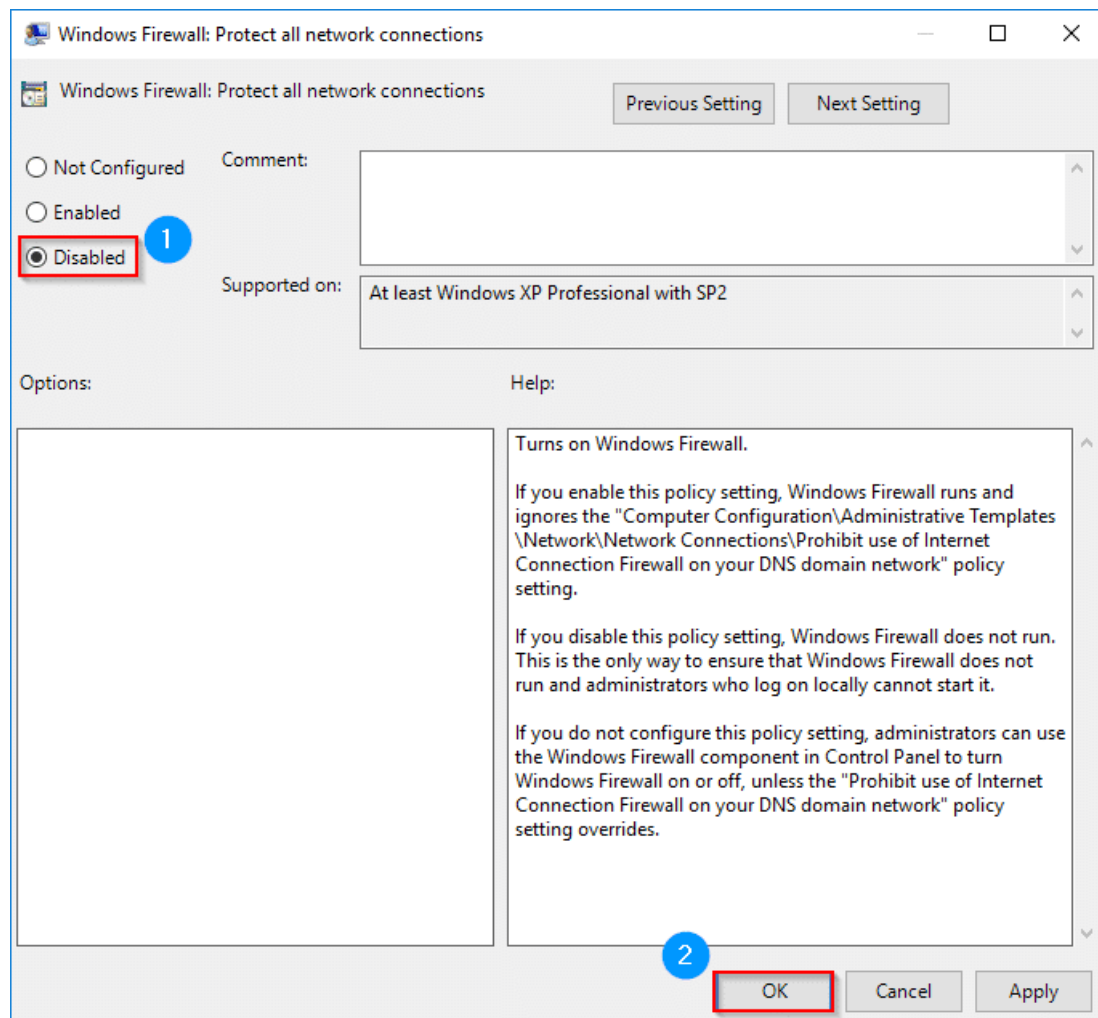 Windows Firewall: Protect all network connections
Windows Firewall: Protect all network connections
Previous Setting
Next Setting
Not Configured
Comment:
Enabled
1
Disabled
Supported on:
At least Windows XP Professional with SP2
Options:
Help:
Turns on Windows Firewall.
If you enable this policy setting, Windows Firewall runs and
ignores the "Computer Configuration\Administrative Templates
\Network\Network Connections\Prohibit use of Internet
Connection Firewall on your DNS domain network" policy
setting.
If you disable this policy setting, Windows Firewall does not run.
This is the only way to ensure that Windows Firewall does not
run and administrators who log on locally cannot start it.
If you do not configure this policy setting, administrators can use
the Windows Firewall component in Control Panel to turn
Windows Firewall on or off, unless the "Prohibit use of Internet
Connection Firewall on your DNS domain network" policy
setting overrides.
2
OK
Cancel
Apply